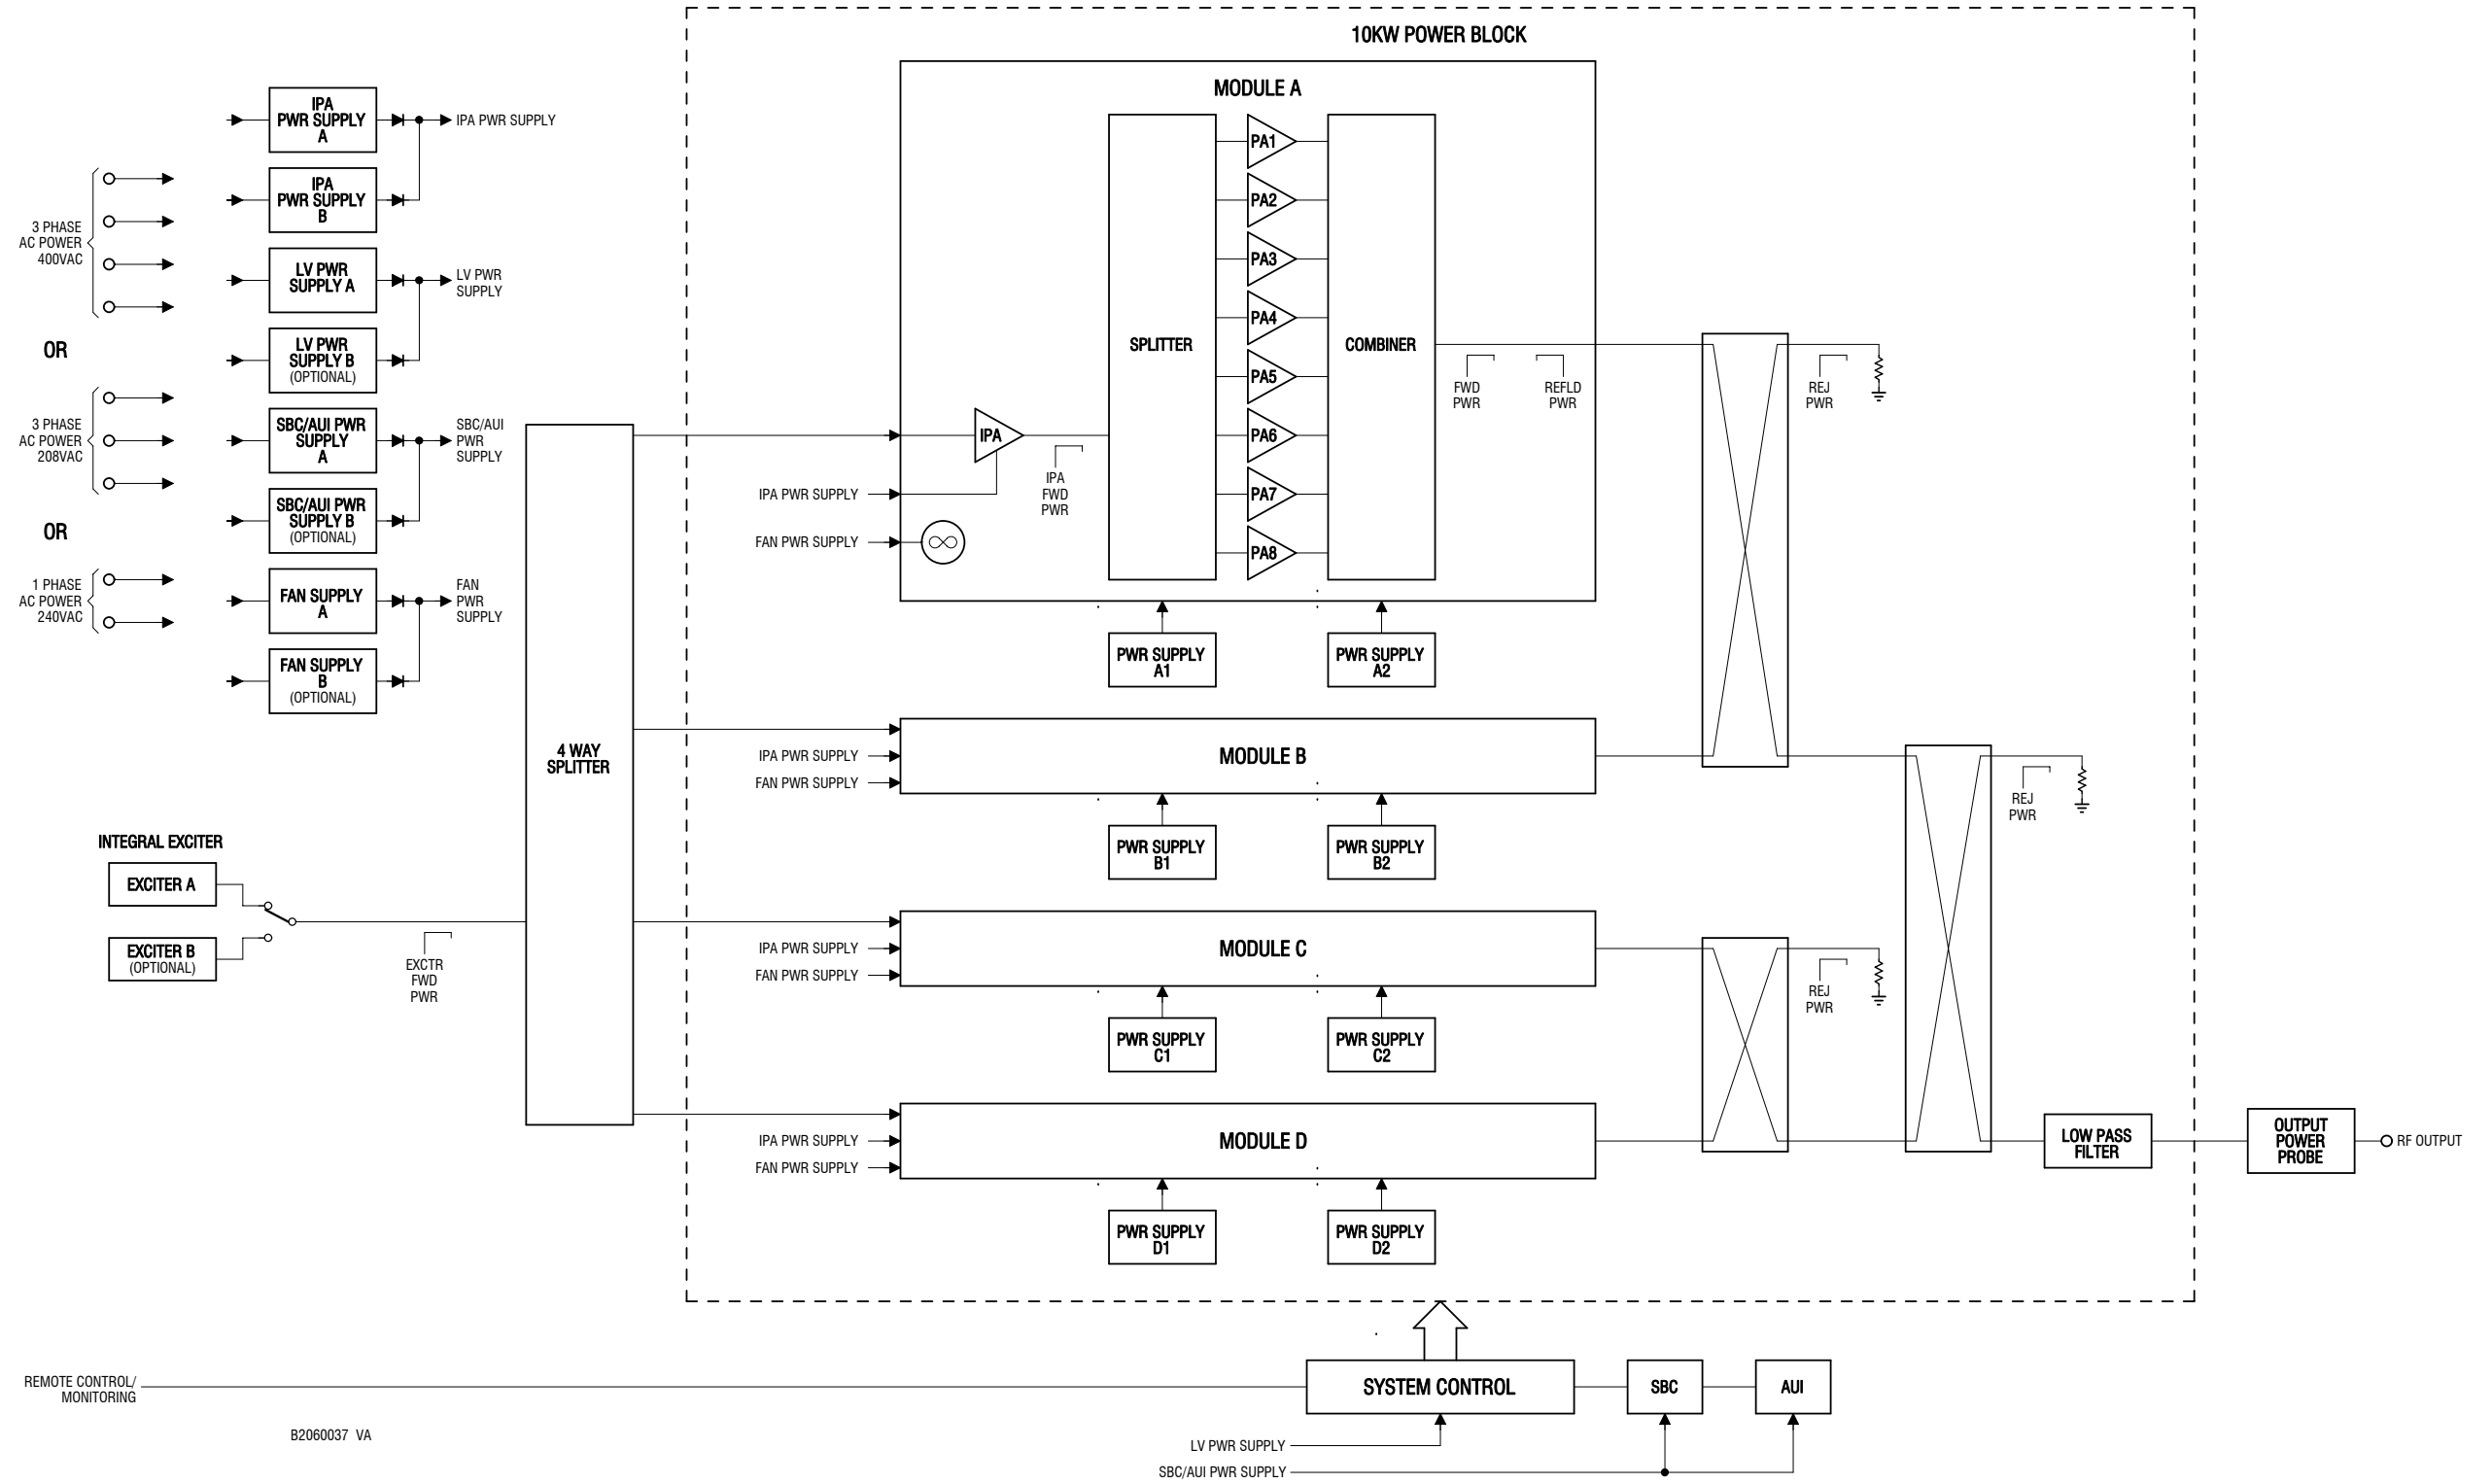 10KW POWER BLOCK
MODULE A
IPA
PWR SUPPLY
A
IPA PWR SUPPLY
IPA
PWR SUPPLY
B
3 PHASE
AC POWER
400VAC
LV PWR
SUPPLY A
LV PWR
SUPPLY
OR
LV PWR
SUPPLY B
(OPTIONAL)
3 PHASE
AC POWER
208VAC
SBC/AUI PWR
SUPPLY
A
SBC/AUI
PWR
SUPPLY
OR
SBC/AUI PWR
SUPPLY B
(OPTIONAL)
1 PHASE
AC POWER
240VAC
FAN SUPPLY
A
FAN
PWR
SUPPLY
FAN SUPPLY
B
(OPTIONAL)
4 WAY
SPLITTER
INTEGRAL EXCITER
EXCITER A
EXCITER B
(OPTIONAL)
EXCTR
FWD
PWR
IPA
IPA
FWD
PWR
IPA PWR SUPPLY
FAN PWR SUPPLY
SPLITTER
PA1
PA2
PA3
PA4
PA5
PA6
PA7
PA8
COMBINER
FWD
PWR
REFLD
PWR
REJ
PWR
PWR SUPPLY
A1
PWR SUPPLY
A2
MODULE B
IPA PWR SUPPLY
FAN PWR SUPPLY
PWR SUPPLY
B1
PWR SUPPLY
B2
REJ
PWR
MODULE C
IPA PWR SUPPLY
FAN PWR SUPPLY
PWR SUPPLY
C1
PWR SUPPLY
C2
REJ
PWR
MODULE D
IPA PWR SUPPLY
FAN PWR SUPPLY
PWR SUPPLY
D1
PWR SUPPLY
D2
LOW PASS
FILTER
OUTPUT
POWER
PROBE
RF OUTPUT
REMOTE CONTROL/
MONITORING
SYSTEM CONTROL
SBC
AUI
B2060037 VA
LV PWR SUPPLY
SBC/AUI PWR SUPPLY